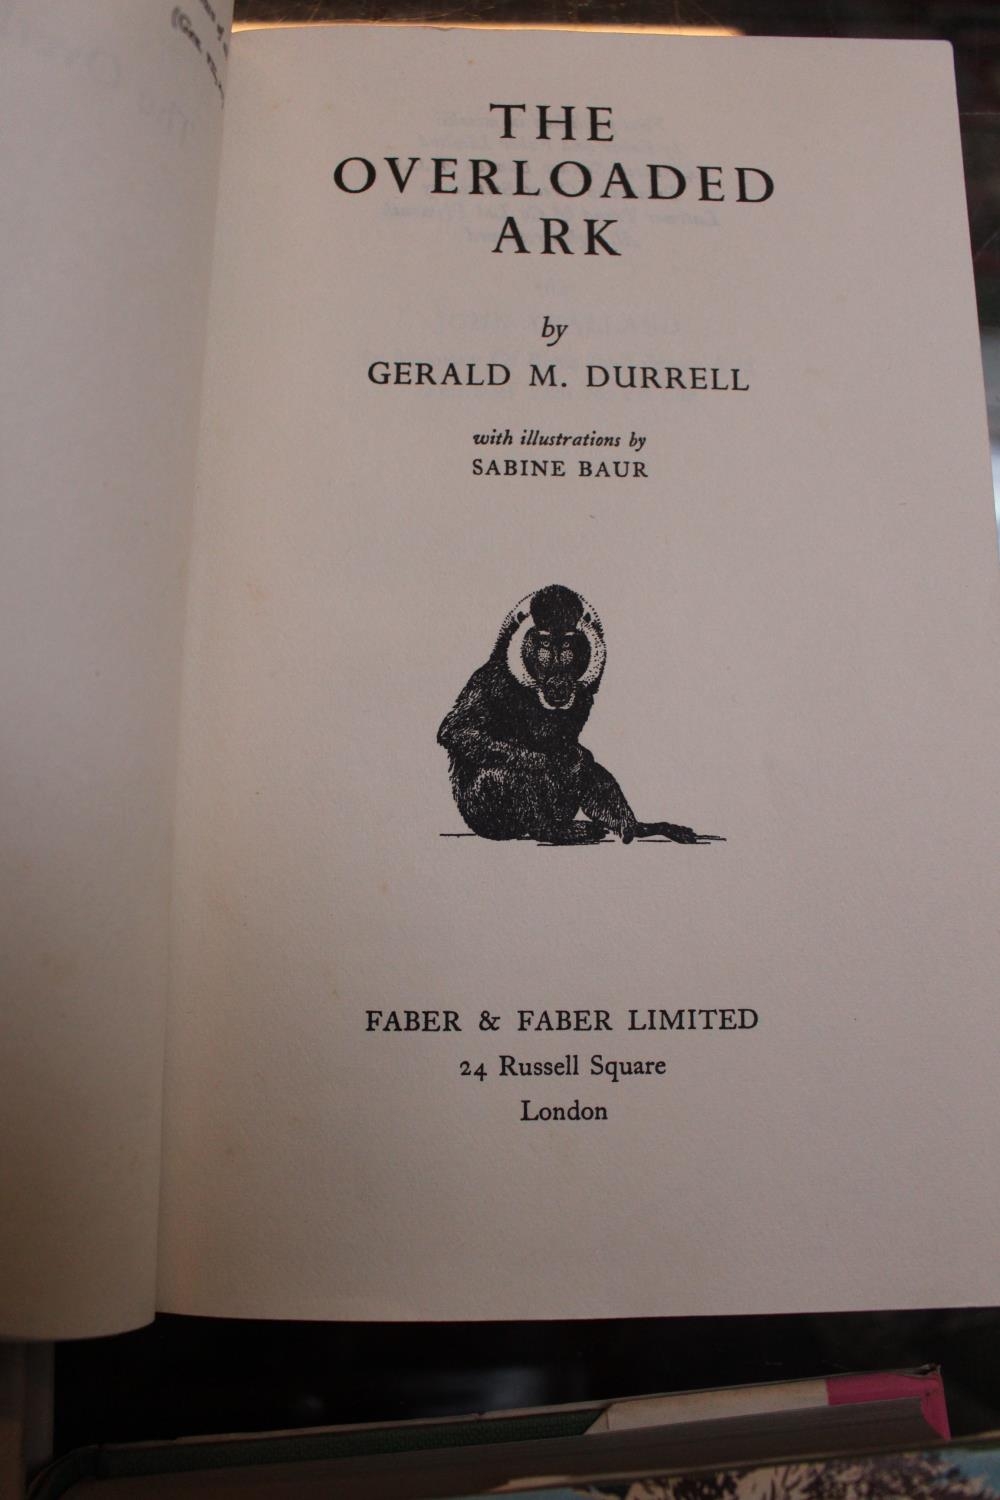 THE
OVERLOADED
ARK
by
GERALD M. DURRELL
with illustrations by
SABINE BAUR
FABER & FABER LIMITED
24 Russell Square
London